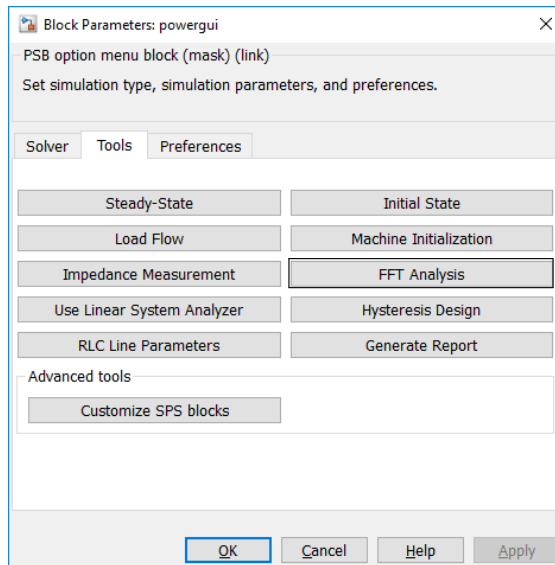 Block Parameters: powergui
PSB option menu block (mask) (link)
Set simulation type, simulation parameters, and preferences.
Solver Tools Preferences
Steady-State Initial State
Load Flow Machine Initialization
Impedance Measurement FFT Analysis
Use Linear System Analyzer Hysteresis Design
RLC Line Parameters Generate Report
Advanced tools
Customize SPS blocks
OK Cancel Help Apply